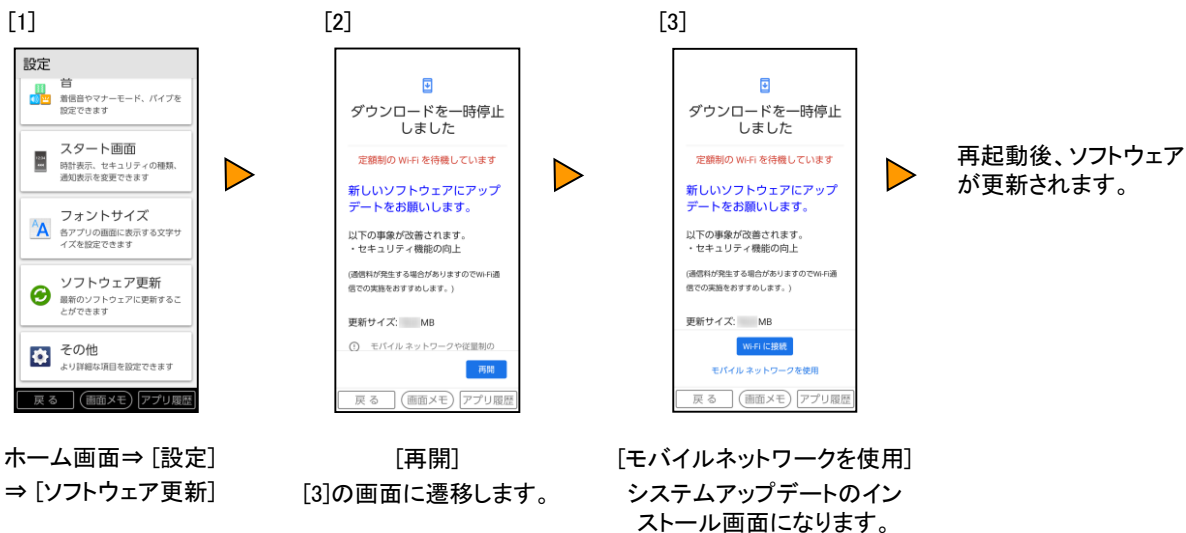 [1]
設定
音
着信音やマナーモード、バイブを
設定できます
スタート画面
時計表示、セキュリティの種類、
通知表示を変更できます
フォントサイズ
各アプリの画面に表示する文字サ
イズを設定できます
ソフトウェア更新
最新のソフトウェアに更新するこ
とができます
その他
より詳細な項目を設定できます
戻る
画面メモ
アプリ履歴
ホーム画面⇒ [設定]
⇒ [ソフトウェア更新]
[2]
ダウンロードを一時停止
しました
定額制の Wi-Fi を待機しています
新しいソフトウェアにアップ
デートをお願いします。
以下の事象が改善されます。
・セキュリティ機能の向上
(通信料が発生する場合がありますのでWi-Fi通
信での実施をおすすめします。)
更新サイズ: MB
モバイル ネットワークや従量制の
再開
戻る
画面メモ
アプリ履歴
[再開]
[3]の画面に遷移します。
[3]
ダウンロードを一時停止
しました
定額制の Wi-Fi を待機しています
新しいソフトウェアにアップ
デートをお願いします。
以下の事象が改善されます。
・セキュリティ機能の向上
(通信料が発生する場合がありますのでWi-Fi通
信での実施をおすすめします。)
更新サイズ: MB
Wi-Fi に接続
モバイル ネットワークを使用
戻る
画面メモ
アプリ履歴
[モバイルネットワークを使用]
システムアップデートのイン
ストール画面になります。
再起動後、ソフトウェア
が更新されます。